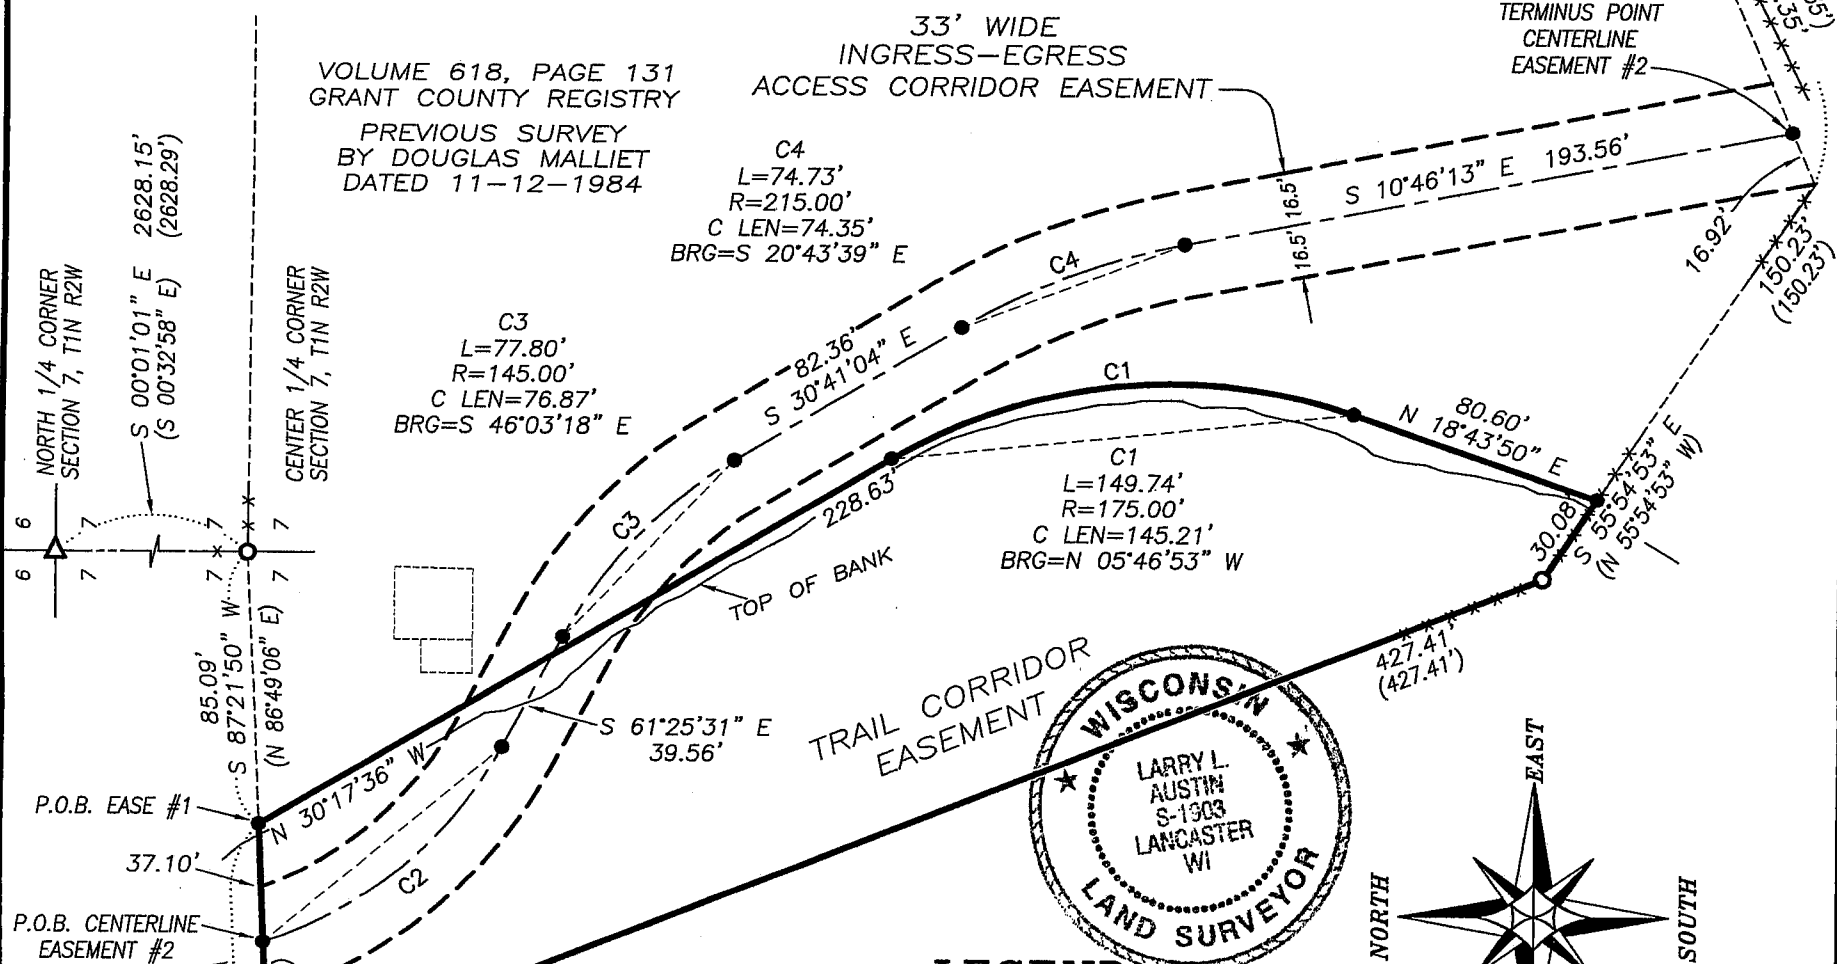 33' WIDE
INGRESS-EGRESS
ACCESS CORRIDOR EASEMENT
TERMINUS POINT
CENTERLINE
EASEMENT #2
VOLUME 618, PAGE 131
GRANT COUNTY REGISTRY
PREVIOUS SURVEY
BY DOUGLAS MALLIET
DATED 11-12-1984
C4
L=74.73'
R=215.00'
C LEN=74.35'
BRG=S 20°43'39" E
S 10°46'13" E 193.56'
16.5'
16.5'
16.92'
150.23'
(150.23')
C4
NORTH 1/4 CORNER
SECTION 7, T1N R2W
S 00°01'01" E 2628.15'
(S 00°32'58" E) (2628.29')
CENTER 1/4 CORNER
SECTION 7, T1N R2W
C3
L=77.80'
R=145.00'
C LEN=76.87'
BRG=S 46°03'18" E
82.36'
S 30°41'04" E
C1
80.60'
N 18°43'50" E
C1
L=149.74'
R=175.00'
C LEN=145.21'
BRG=N 05°46'53" W
228.63'
C3
30.08'
S 55°54'53" E
(N 55°54'53" W)
6
7
7
7
6
7
7
7
TOP OF BANK
85.09'
S 87°21'50" W
(N 86°49'06" E)
427.41'
(427.41')
TRAIL CORRIDOR
EASEMENT
S 61°25'31" E
39.56'
N 30°17'36" W
P.O.B. EASE #1
37.10'
C2
P.O.B. CENTERLINE
EASEMENT #2
WISCONSIN
LARRY L.
AUSTIN
S-1903
LANCASTER
WI
LAND SURVEYOR
EAST
NORTH
SOUTH